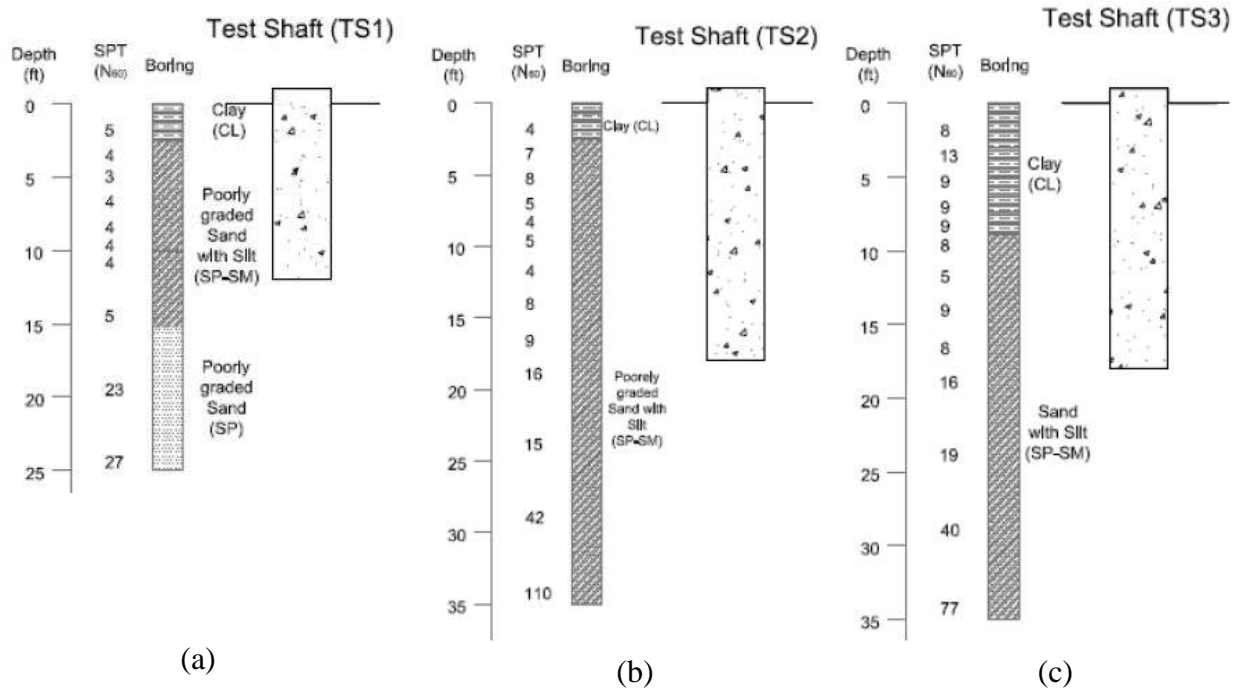 Test Shaft (TS1)
Depth
(ft)
SPT
(N₆₀)
Boring
0
5
10
15
20
25
5
4
3
4
4
4
4
5
23
27
Clay
(CL)
Poorly
graded
Sand
with Silt
(SP-SM)
Poorly
graded
Sand
(SP)
(a)
Test Shaft (TS2)
Depth
(ft)
SPT
(N₆₀)
Boring
0
5
10
15
20
25
30
35
4
7
8
5
4
5
4
8
9
16
15
42
110
Clay (CL)
Poorely
graded
Sand with
Silt
(SP-SM)
(b)
Test Shaft (TS3)
Depth
(ft)
SPT
(N₆₀)
Boring
0
5
10
15
20
25
30
35
8
13
9
9
9
8
5
9
8
16
19
40
77
Clay
(CL)
Sand
with Silt
(SP-SM)
(c)